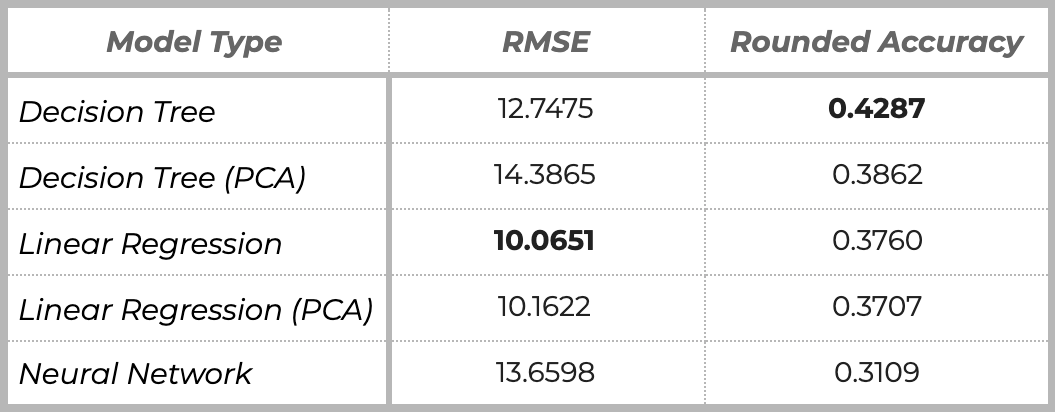 Model Type RMSE Rounded Accuracy
Decision Tree 12.7475 0.4287
Decision Tree (PCA) 14.3865 0.3862
Linear Regression 10.0651 0.3760
Linear Regression (PCA) 10.1622 0.3707
Neural Network 13.6598 0.3109